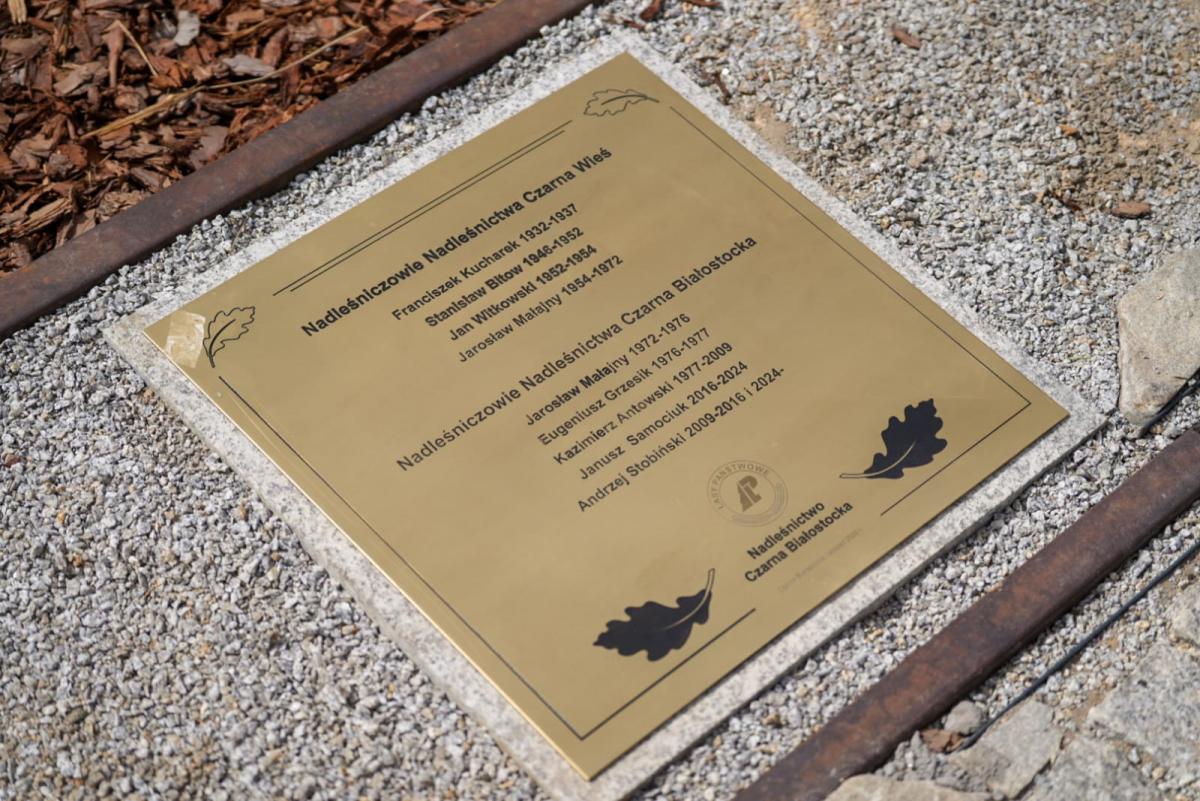 Nadleśniczowie Nadleśnictwa Czarna Wieś
Franciszek Kucharek 1932-1937
Stanisław Bitow 1946-1952
Jan Witkowski 1952-1954
Jarosław Małajny 1954-1972
Nadleśniczowie Nadleśnictwa Czarna Białostocka
Jarosław Małajny 1972-1976
Eugeniusz Grzesik 1976-1977
Kazimierz Antowski 1977-2009
Janusz Samociuk 2016-2024
Andrzej Stobiński 2009-2016 i 2024-
LASY PAŃSTWOWE
Nadleśnictwo
Czarna Białostocka